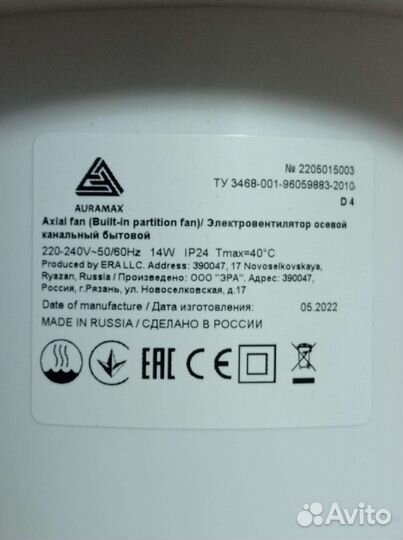 № 2205015003
ТУ 3468-001-96059883-2010
D 4
AURAMAX
Axial fan (Built-in partition fan)/ Электровентилятор осевой
канальный бытовой
220-240V~50/60Hz 14W IP24 Tmax=40°C
Produced by ERA LLC. Address: 390047, 17 Novoselkovskaya,
Ryazan, Russia / Произведено: ООО "ЭРА". Адрес: 390047,
Россия, г.Рязань, ул. Новоселковская, д.17
Date of manufacture / Дата изготовления: 05.2022
MADE IN RUSSIA / СДЕЛАНО В РОССИИ
EAC CE
Avito